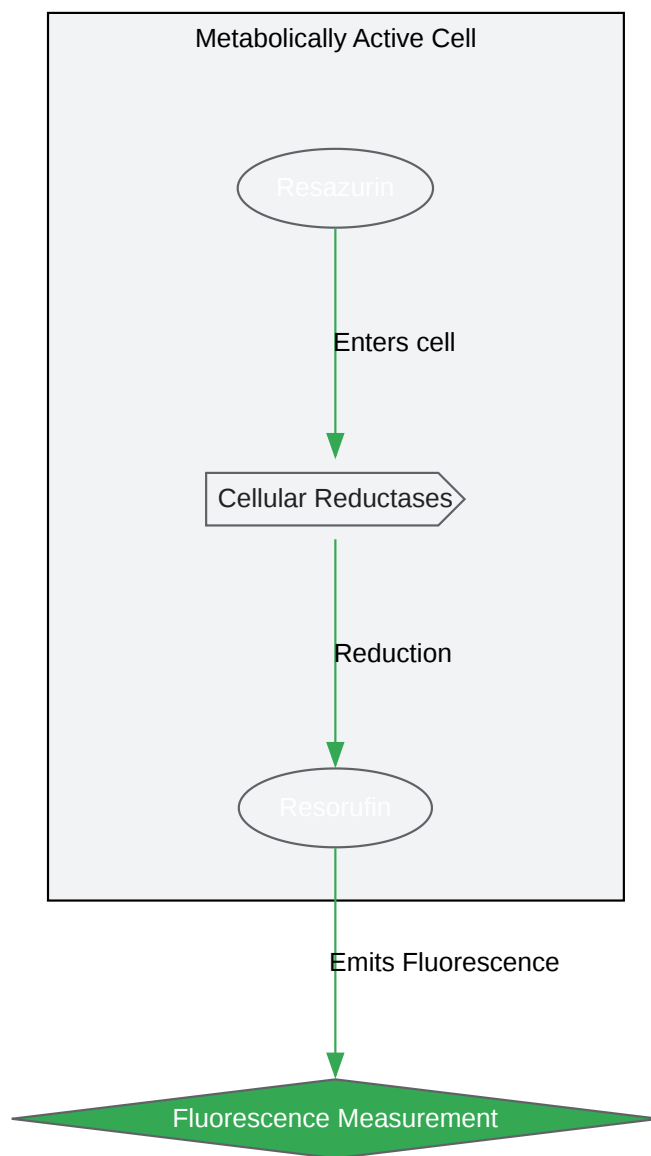 Metabolically Active Cell
Resazurin
Enters cell
Cellular Reductases
Reduction
Resorufin
Emits Fluorescence
Fluorescence Measurement